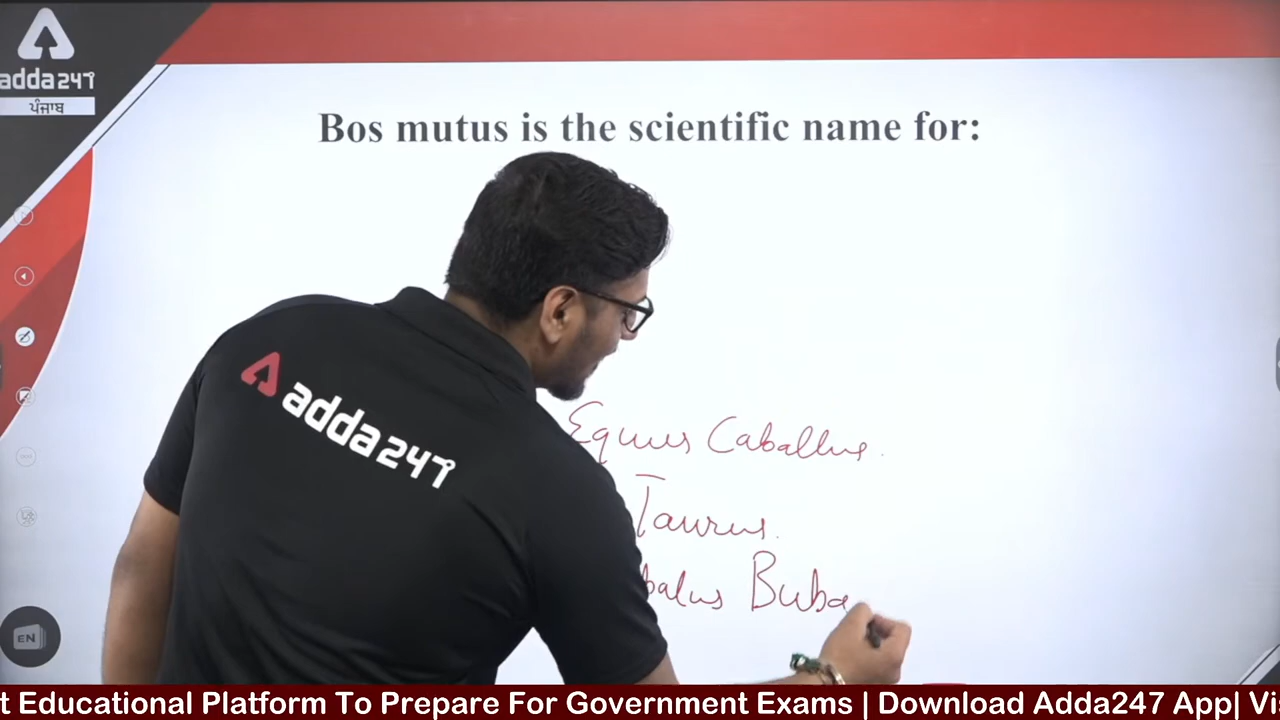 adda247
ਪੰਜਾਬ
Bos mutus is the scientific name for:
adda247
Equus Caballus.
Taurus.
balus Buba
EN
t Educational Platform To Prepare For Government Exams | Download Adda247 App| Vi